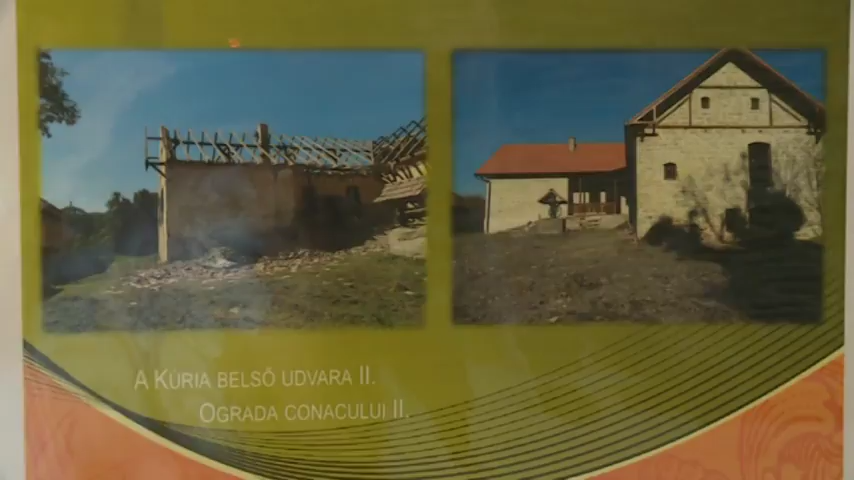 A KÚRIA BELSŐ UDVARA II.
OGRADA CONACULUI II.